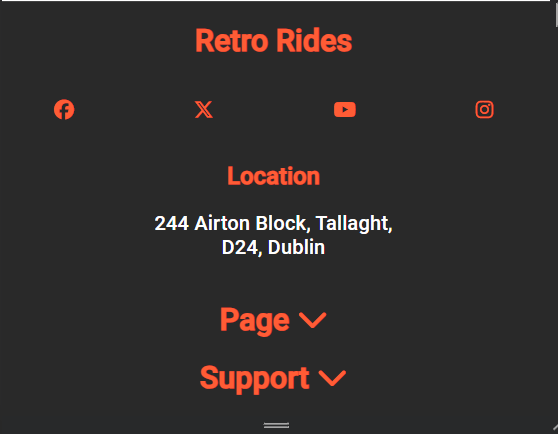 Retro Rides
Location
244 Airton Block, Tallaght,
D24, Dublin
Page
Support